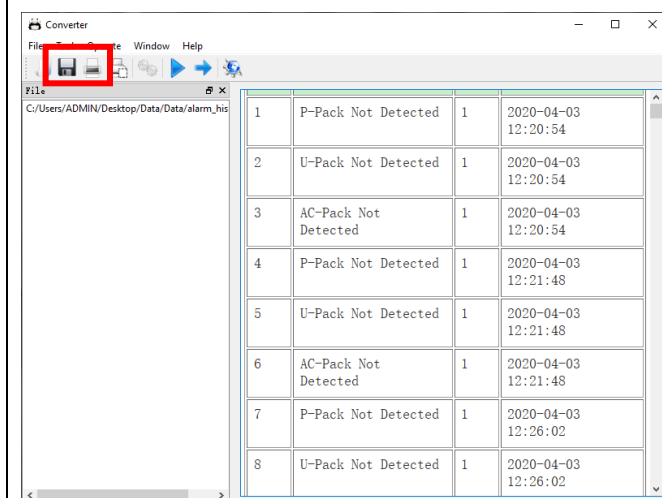 Converter
File Window Help
File
C:/Users/ADMIN/Desktop/Data/Data/alarm_his
1 P-Pack Not Detected 1 2020-04-03
12:20:54
2 U-Pack Not Detected 1 2020-04-03
12:20:54
3 AC-Pack Not 1 2020-04-03
Detected 12:20:54
4 P-Pack Not Detected 1 2020-04-03
12:21:48
5 U-Pack Not Detected 1 2020-04-03
12:21:48
6 AC-Pack Not 1 2020-04-03
Detected 12:21:48
7 P-Pack Not Detected 1 2020-04-03
12:26:02
8 U-Pack Not Detected 1 2020-04-03
12:26:02